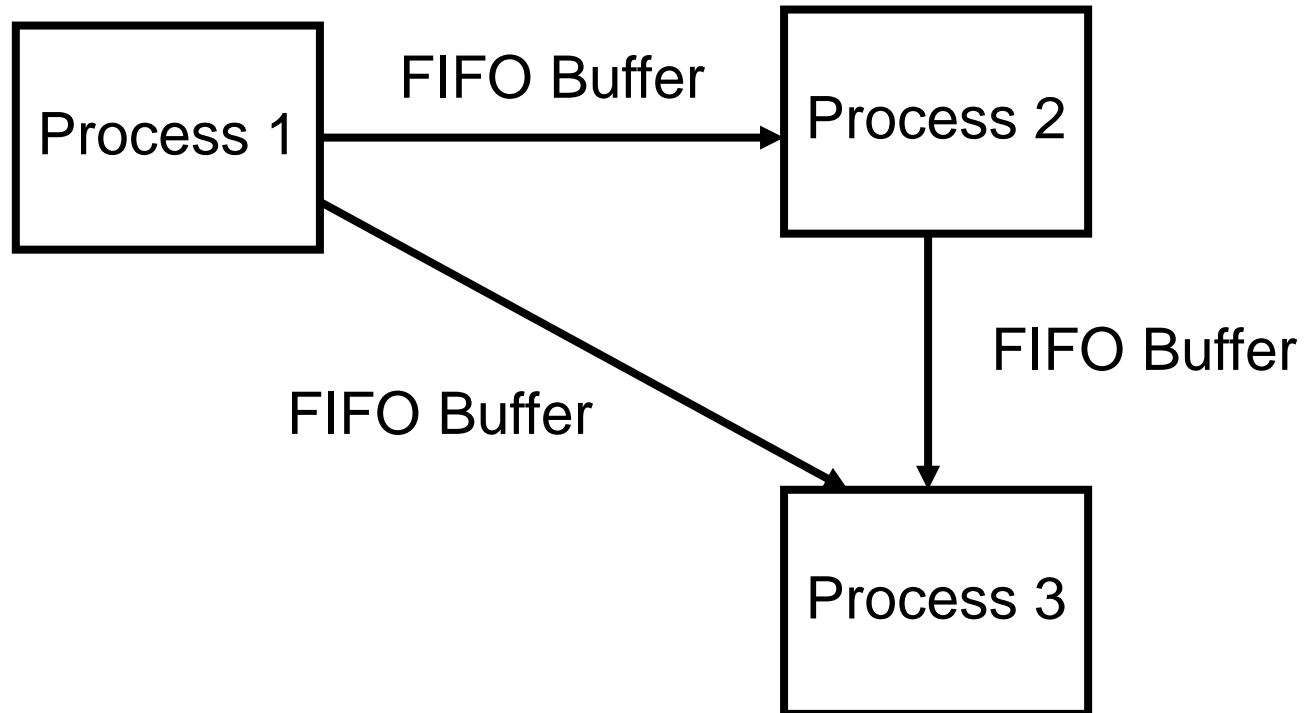 FIFO Buffer
Process 1
Process 2
FIFO Buffer
FIFO Buffer
Process 3